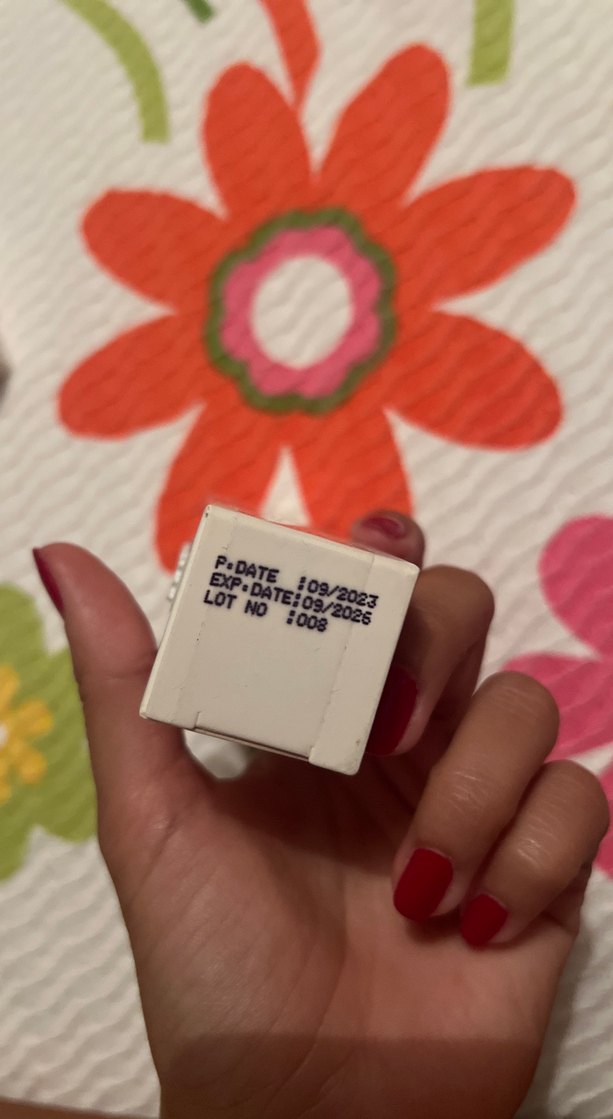 P:DATE :09/2023
EXP:DATE:09/2026
LOT NO :008